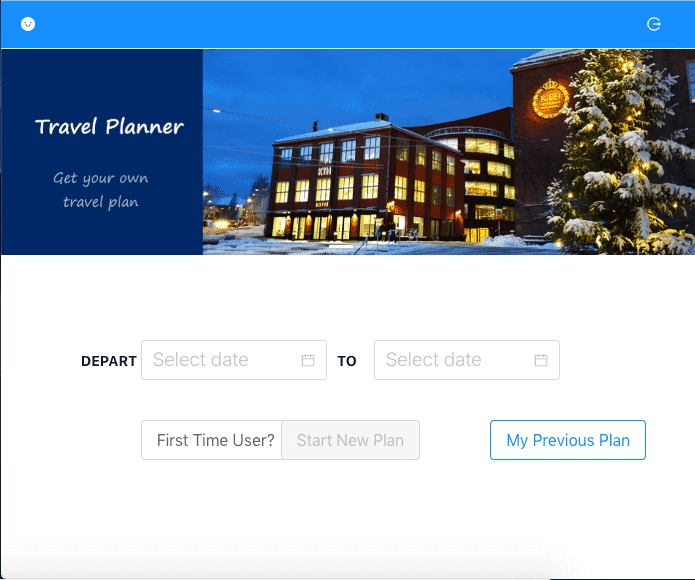 Travel Planner
Get your own
travel plan
KTH
DEPART Select date TO Select date
First Time User? Start New Plan My Previous Plan